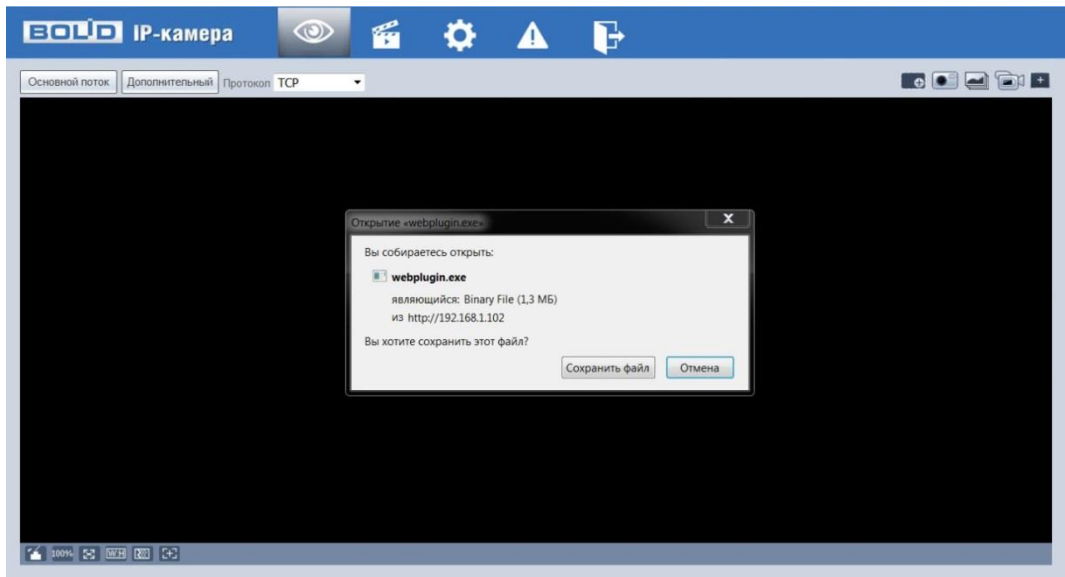 BOLID IP-камера
Основной поток Дополнительный Протокол TCP
Открытие «webplugin.exe»
Вы собираетесь открыть:
webplugin.exe
являющийся: Binary File (1,3 МБ)
из http://192.168.1.102
Вы хотите сохранить этот файл?
Сохранить файл Отмена
100% W:H